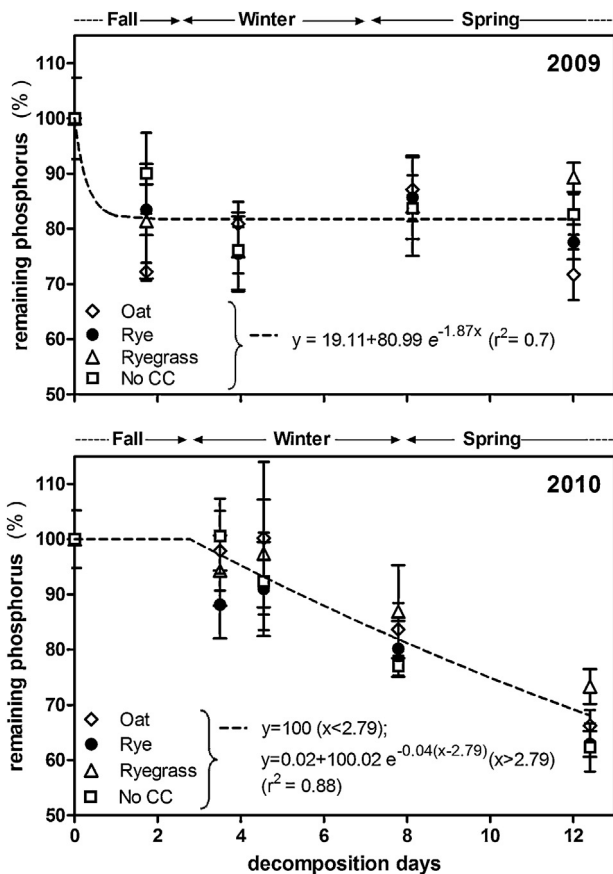 Fall Winter Spring
2009
remaining phosphorus (%)
110
100
90
80
70
60
50
Oat
Rye
Ryegrass
No CC
y = 19.11+80.99 e^-1.87x (r²= 0.7)
Fall Winter Spring
2010
remaining phosphorus (%)
110
100
90
80
70
60
50
Oat
Rye
Ryegrass
No CC
y=100 (x<2.79);
y=0.02+100.02 e^-0.04(x-2.79)(x>2.79)
(r² = 0.88)
0 2 4 6 8 10 12
decomposition days